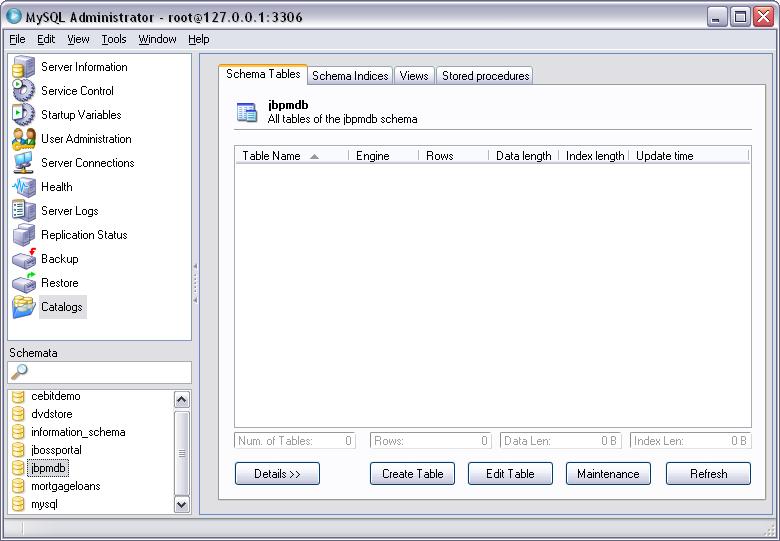 MySQL Administrator - root@127.0.0.1:3306
File Edit View Tools Window Help
Server Information
Service Control
Startup Variables
User Administration
Server Connections
Health
Server Logs
Replication Status
Backup
Restore
Catalogs
Schemata
cebitdemo
dvdstore
information_schema
jbossportal
jbpmdb
mortgageloans
mysql
Schema Tables Schema Indices Views Stored procedures
jbpmdb
All tables of the jbpmdb schema
Table Name Engine Rows Data length Index length Update time
Num. of Tables: 0 Rows: 0 Data Len: 0 B Index Len: 0 B
Details >> Create Table Edit Table Maintenance Refresh